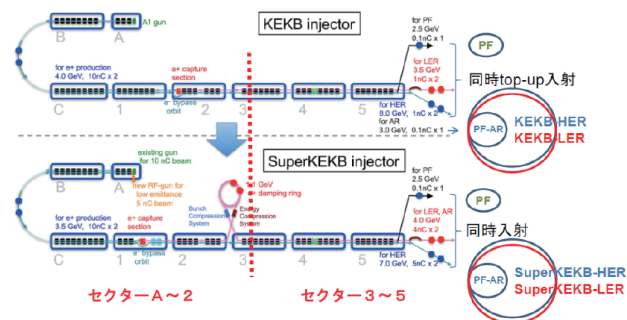 KEKB injector
A1 gun
B
A
for PF
2.5 GeV
0.1nC x 1
PF
for e+ production
4.0 GeV, 10nC x 2
e+ capture
section
for LER
3.5 GeV
1nC x 2
同時top-up入射
C
1
e- bypass
orbit
2
3
4
5
for HER
8.0 GeV, 1nC x 2
for AR
3.0 GeV, 0.1nC x 1
PF-AR
KEKB-HER
KEKB-LER
SuperKEKB injector
existing gun
for 10 nC beam
B
A
new RF-gun for
low emittance
5 nC beam
1.1 GeV
e+ damping ring
for PF
2.5 GeV
0.1nC x 1
PF
for e+ production
3.5 GeV, 10nC x 2
e+ capture
section
Bunch
Compression
System
Energy
Compression
System
for LER, AR
4.0 GeV
4nC x 2
同時入射
C
1
e- bypass
orbit
2
3
4
5
for HER
7.0 GeV, 5nC x 2
PF-AR
SuperKEKB-HER
SuperKEKB-LER
セクターA～2
セクター3～5